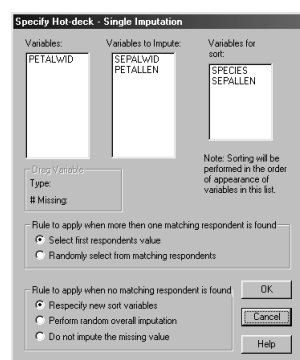 Specify Hot-deck - Single Imputation
Variables:
Variables to Impute:
Variables for
sort:
PETALWID
SEPALWID
PETALLEN
SPECIES
SEPALLEN
Drag Variable
Type:
# Missing:
Note: Sorting will be
performed in the order
of appearance of
variables in this list.
Rule to apply when more then one matching respondent is found
Select first respondents value
Randomly select from matching respondents
Rule to apply when no matching respondent is found
Respecify new sort variables
Perform random overall imputation
Do not impute the missing value
OK
Cancel
Help